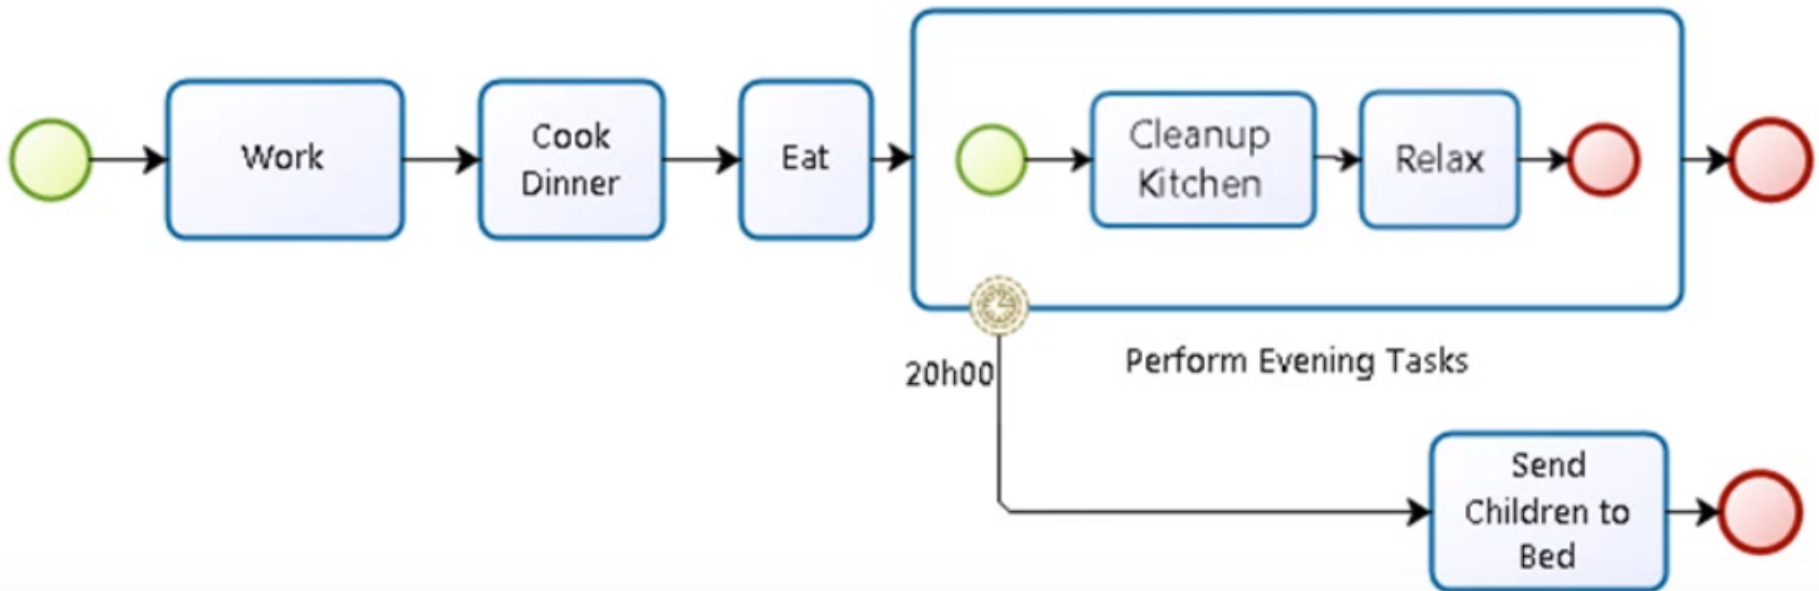 Work
Cook
Dinner
Eat
Cleanup
Kitchen
Relax
20h00
Perform Evening Tasks
Send
Children to
Bed